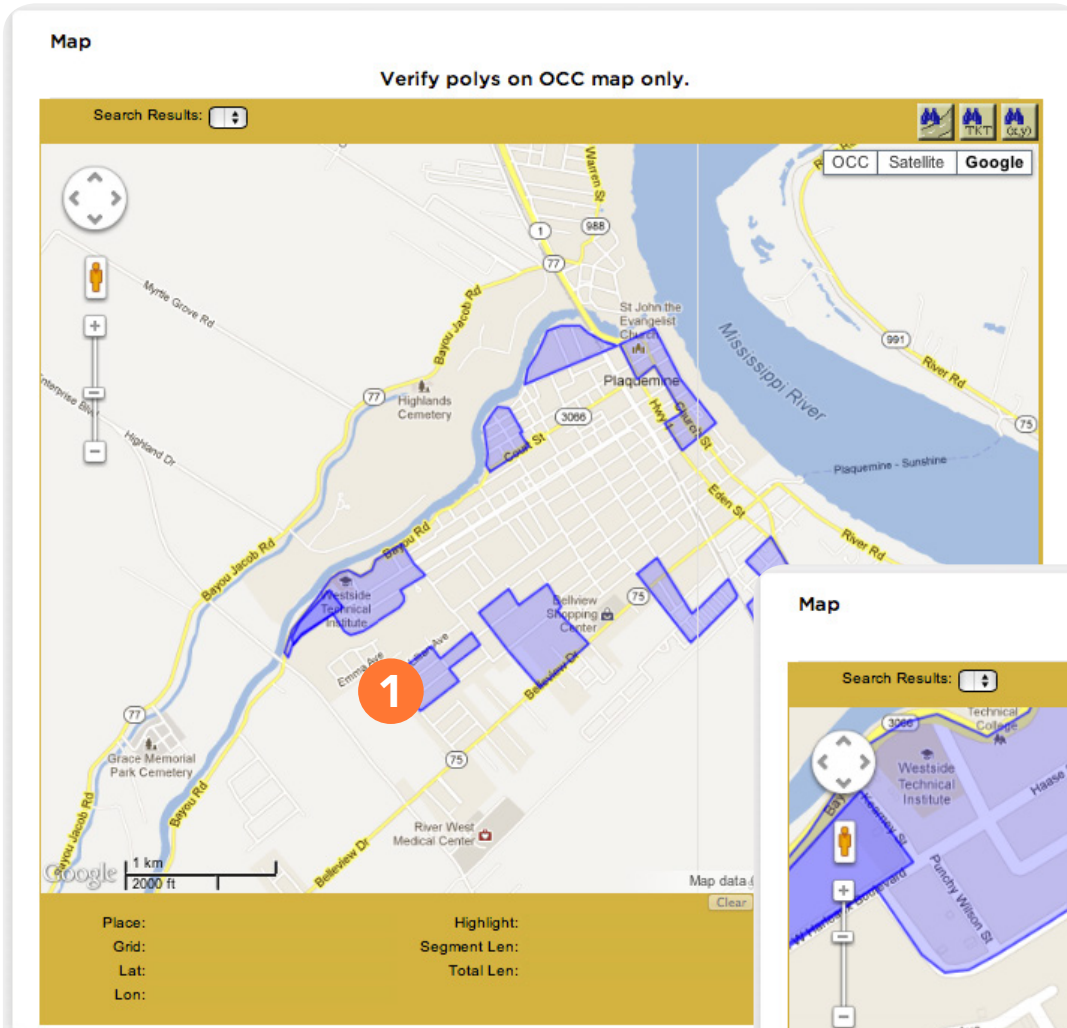 Map
Verify polys on OCC map only.
Search Results:
TKT
(x,y)
OCC Satellite Google
Warren St
988
1
77
Myrtle Grove Rd
Bayou Jacob Rd
St John the
Evangelist
Church
Mississippi River
991
River Rd
Enterprise Blvd
77
Highlands
Cemetery
Plaquemine
3066
Hwy 1
Church St
75
Highland Dr
Court St
Plaquemine - Sunshine
Eden St
Bayou Rd
River Rd
Bayou Jacob Rd
Westside
Technical
Institute
Bellview
Shopping
Center
75
Emma Ave
1
Belleview Dr
77
Grace Memorial
Park Cemetery
75
Bayou Rd
Bayou Jacob Rd
River West
Medical Center
Belleview Dr
Google
1 km
2000 ft
Map data
Clear
Place:
Highlight:
Grid:
Segment Len:
Lat:
Total Len:
Lon:
Map
Search Results:
3066
Technical
College
Westside
Technical
Institute
Haase
Kearney St
Punchy Wilson St